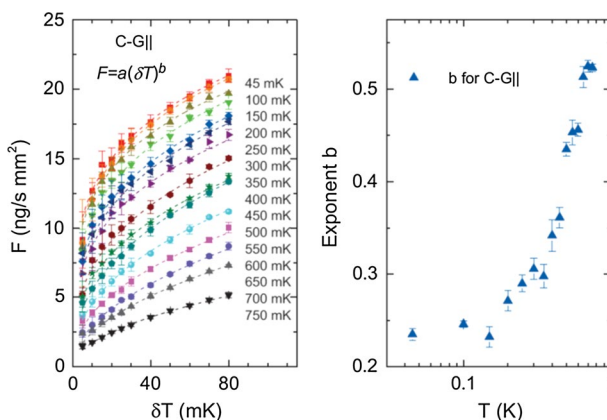 C-G||
F=a(δT)^b
25
20
15
10
5
0
F (ng/s mm²)
0
20
40
60
80
δT (mK)
45 mK
100 mK
150 mK
200 mK
250 mK
300 mK
350 mK
400 mK
450 mK
500 mK
550 mK
600 mK
650 mK
700 mK
750 mK
b for C-G||
0.5
0.4
0.3
0.2
Exponent b
0.1
T (K)